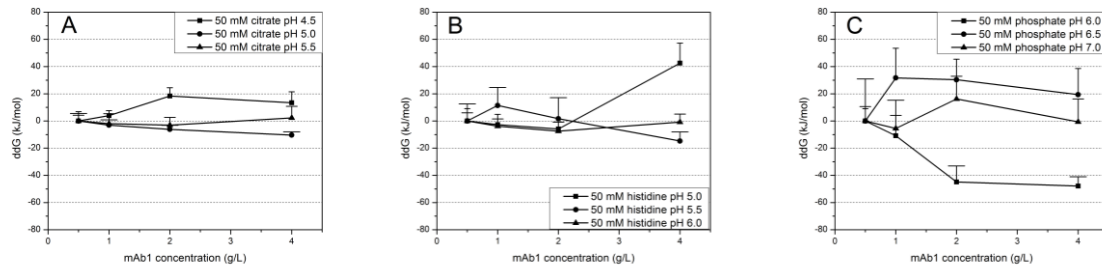 A
50 mM citrate pH 4.5
50 mM citrate pH 5.0
50 mM citrate pH 5.5
80
60
40
20
0
-20
-40
-60
-80
ddG (kJ/mol)
0 1 2 3 4
mAb1 concentration (g/L)
B
80
60
40
20
0
-20
-40
-60
-80
ddG (kJ/mol)
50 mM histidine pH 5.0
50 mM histidine pH 5.5
50 mM histidine pH 6.0
0 1 2 3 4
mAb1 concentration (g/L)
C
50 mM phosphate pH 6.0
50 mM phosphate pH 6.5
50 mM phosphate pH 7.0
80
60
40
20
0
-20
-40
-60
-80
ddG (kJ/mol)
0 1 2 3 4
mAb1 concentration (g/L)